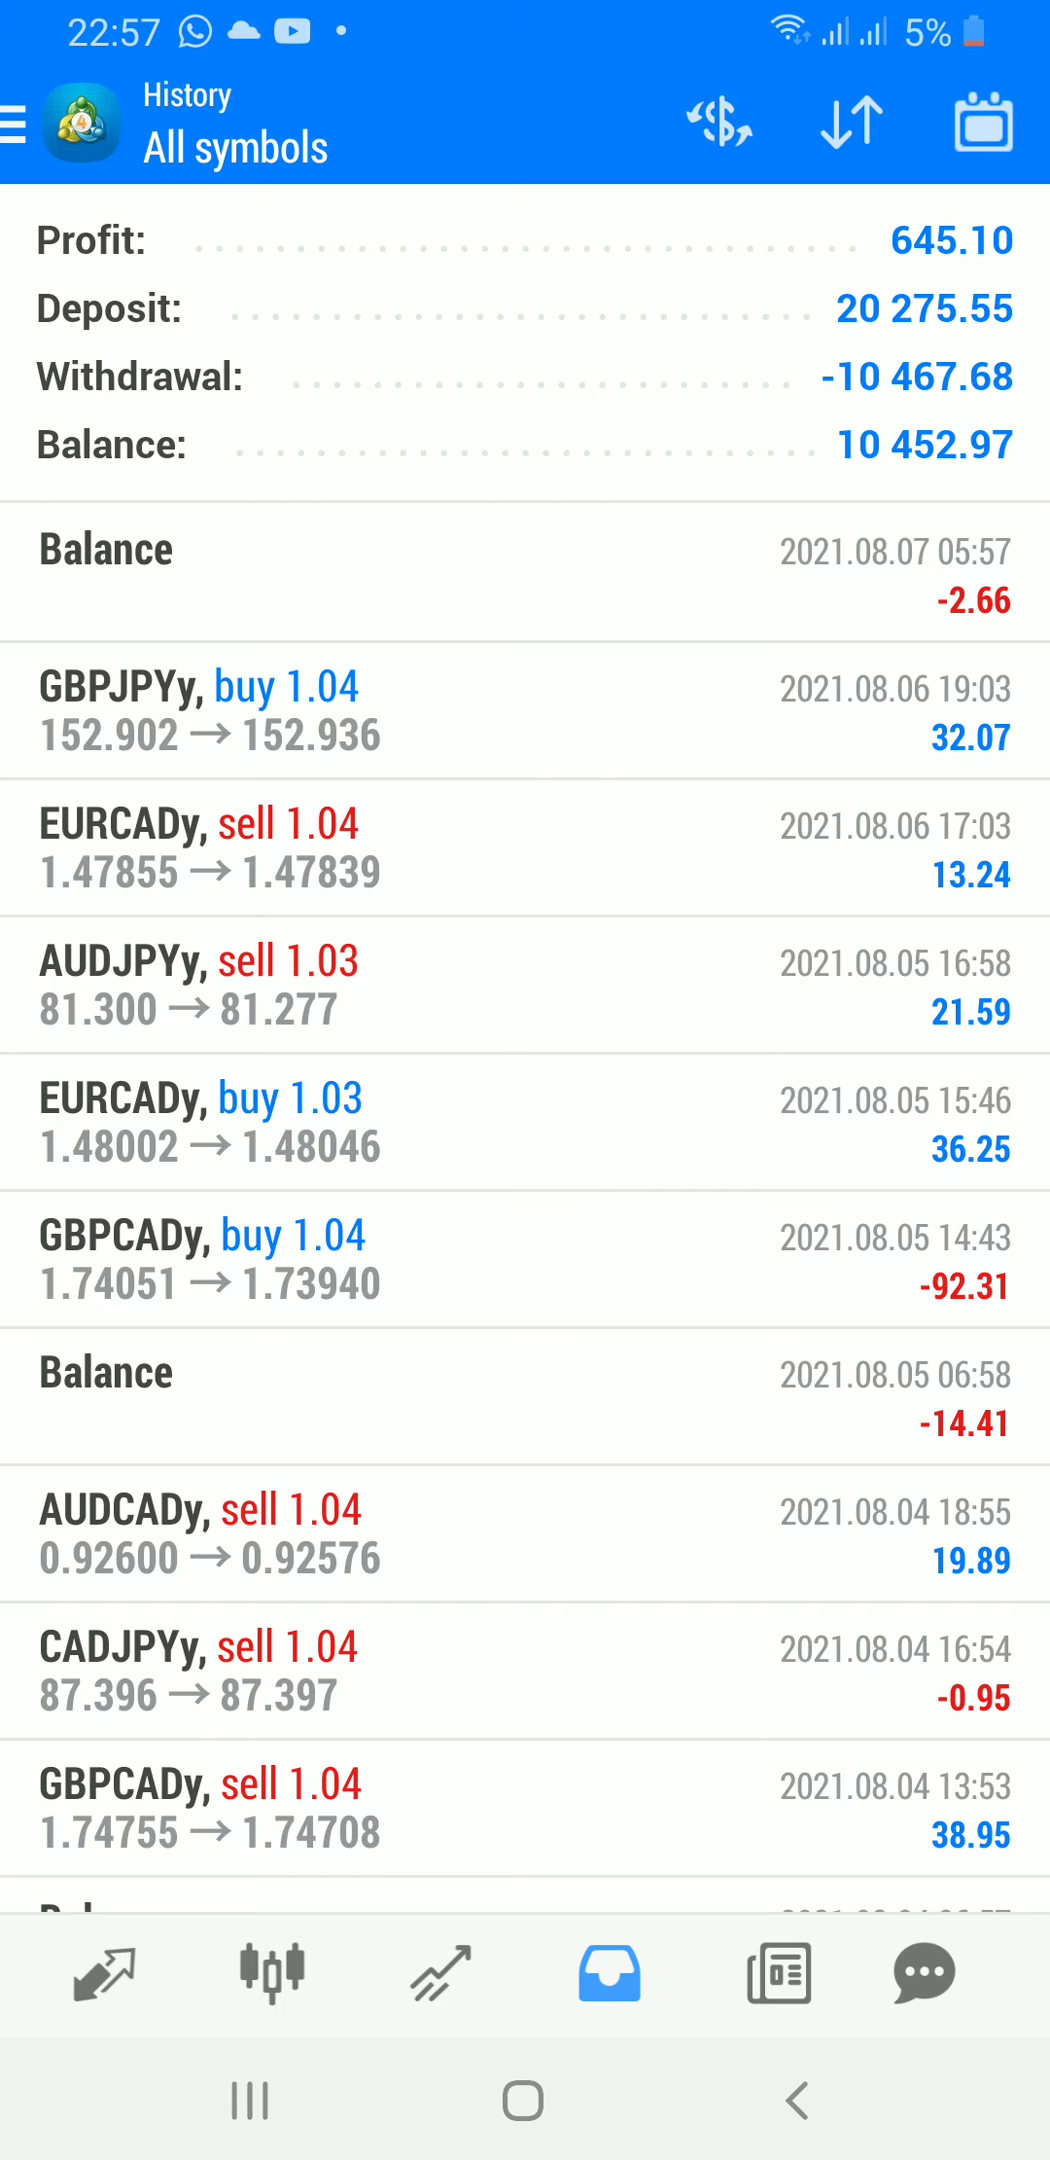 22:57 5%
History
All symbols
Profit: 645.10
Deposit: 20 275.55
Withdrawal: -10 467.68
Balance: 10 452.97
Balance 2021.08.07 05:57
-2.66
GBPJPYy, buy 1.04 2021.08.06 19:03
152.902 → 152.936 32.07
EURCADy, sell 1.04 2021.08.06 17:03
1.47855 → 1.47839 13.24
AUDJPYy, sell 1.03 2021.08.05 16:58
81.300 → 81.277 21.59
EURCADy, buy 1.03 2021.08.05 15:46
1.48002 → 1.48046 36.25
GBPCADy, buy 1.04 2021.08.05 14:43
1.74051 → 1.73940 -92.31
Balance 2021.08.05 06:58
-14.41
AUDCADy, sell 1.04 2021.08.04 18:55
0.92600 → 0.92576 19.89
CADJPYy, sell 1.04 2021.08.04 16:54
87.396 → 87.397 -0.95
GBPCADy, sell 1.04 2021.08.04 13:53
1.74755 → 1.74708 38.95